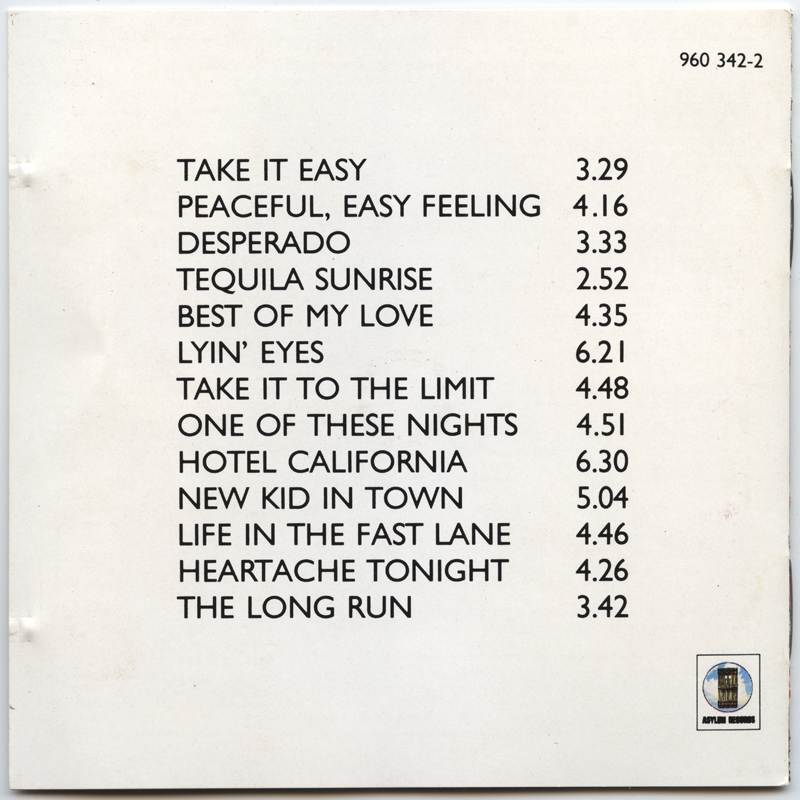 960 342-2
TAKE IT EASY 3.29
PEACEFUL, EASY FEELING 4.16
DESPERADO 3.33
TEQUILA SUNRISE 2.52
BEST OF MY LOVE 4.35
LYIN' EYES 6.21
TAKE IT TO THE LIMIT 4.48
ONE OF THESE NIGHTS 4.51
HOTEL CALIFORNIA 6.30
NEW KID IN TOWN 5.04
LIFE IN THE FAST LANE 4.46
HEARTACHE TONIGHT 4.26
THE LONG RUN 3.42
ASYLUM RECORDS